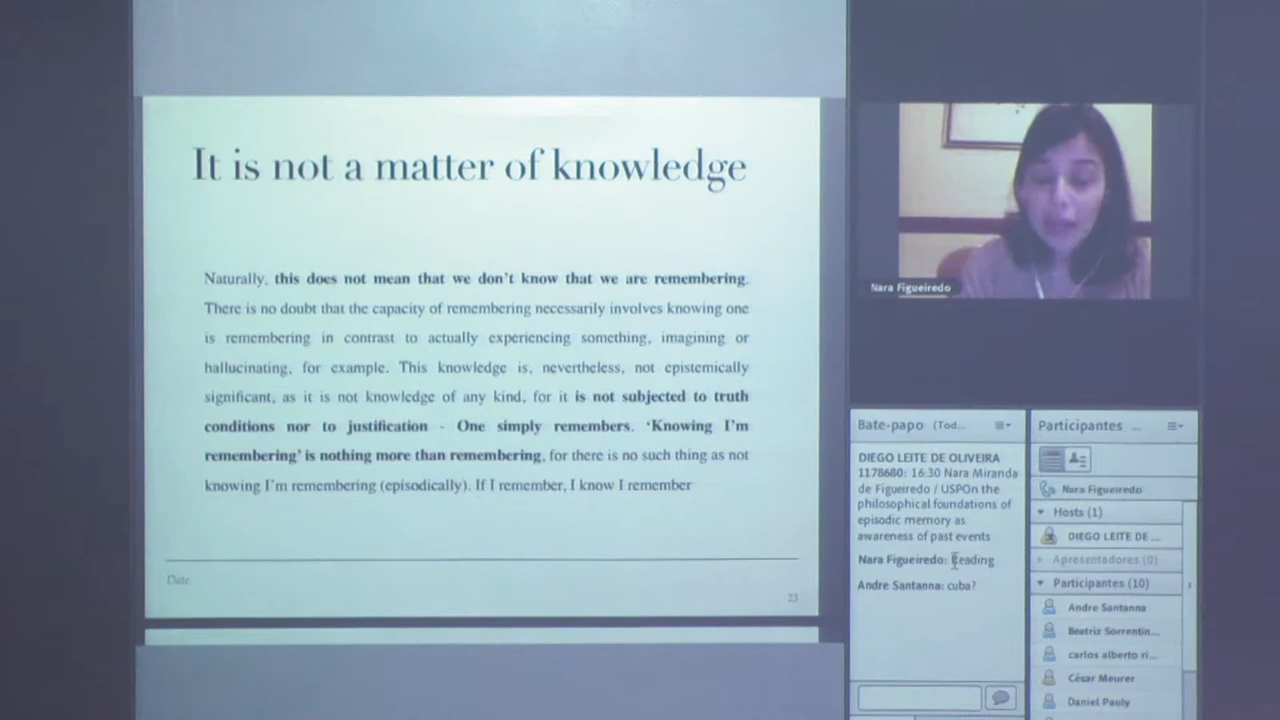 It is not a matter of knowledge
Naturally, this does not mean that we don't know that we are remembering.
There is no doubt that the capacity of remembering necessarily involves knowing one
is remembering in contrast to actually experiencing something, imagining or
hallucinating, for example. This knowledge is, nevertheless, not epistemically
significant, as it is not knowledge of any kind, for it is not subjected to truth
conditions nor to justification - One simply remembers. 'Knowing I'm
remembering' is nothing more than remembering, for there is no such thing as not
knowing I'm remembering (episodically). If I remember, I know I remember
Date
23
Nara Figueiredo
Bate-papo (Tod...
DIEGO LEITE DE OLIVEIRA
1178680: 16:30 Nara Miranda
de Figueiredo / USPOn the
philosophical foundations of
episodic memory as
awareness of past events
Nara Figueiredo: Reading
Andre Santanna: cuba?
Participantes ...
Nara Figueiredo
Hosts (1)
DIEGO LEITE DE ...
Apresentadores (0)
Participantes (10)
Andre Santanna
Beatriz Sorrentin...
carlos alberto ri...
César Meurer
Daniel Pauly